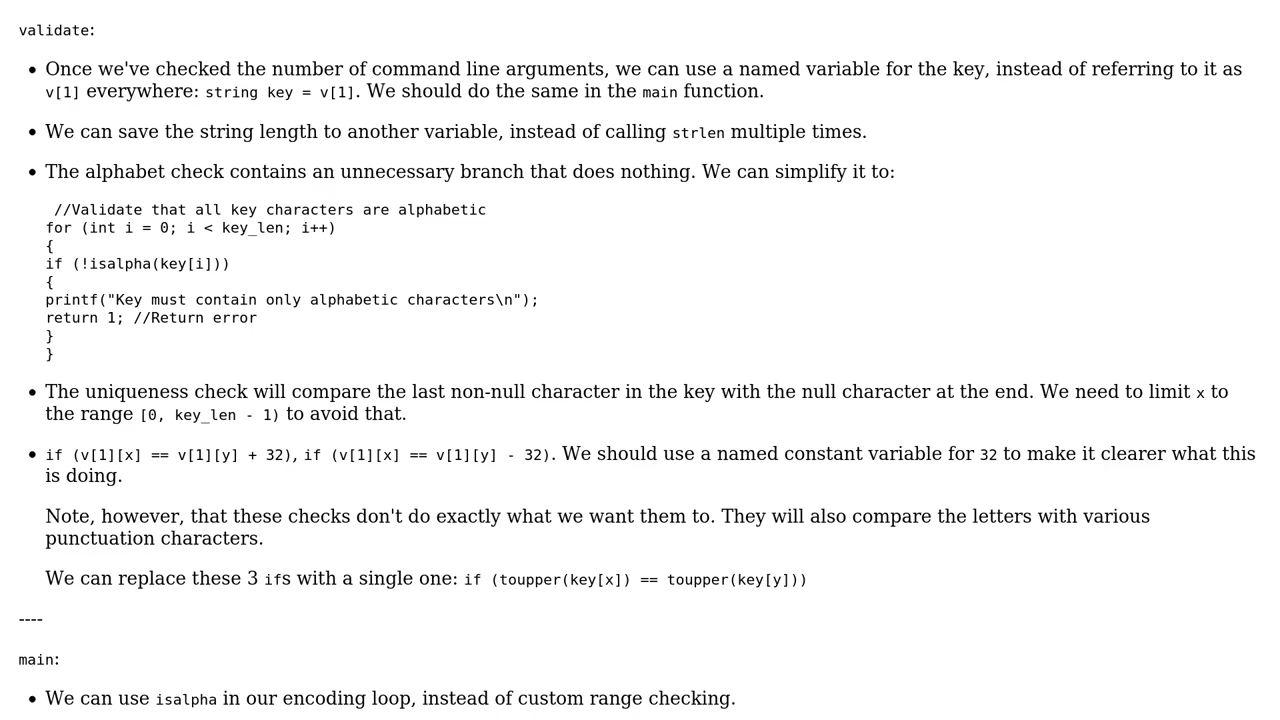 validate:
• Once we've checked the number of command line arguments, we can use a named variable for the key, instead of referring to it as
v[1] everywhere: string key = v[1]. We should do the same in the main function.
• We can save the string length to another variable, instead of calling strlen multiple times.
• The alphabet check contains an unnecessary branch that does nothing. We can simplify it to:
//Validate that all key characters are alphabetic
for (int i = 0; i < key_len; i++)
{
if (!isalpha(key[i]))
{
printf("Key must contain only alphabetic characters\n");
return 1; //Return error
}
}
• The uniqueness check will compare the last non-null character in the key with the null character at the end. We need to limit x to
the range [0, key_len - 1) to avoid that.
• if (v[1][x] == v[1][y] + 32), if (v[1][x] == v[1][y] - 32). We should use a named constant variable for 32 to make it clearer what this
is doing.
Note, however, that these checks don't do exactly what we want them to. They will also compare the letters with various
punctuation characters.
We can replace these 3 ifs with a single one: if (toupper(key[x]) == toupper(key[y]))
----
main:
• We can use isalpha in our encoding loop, instead of custom range checking.